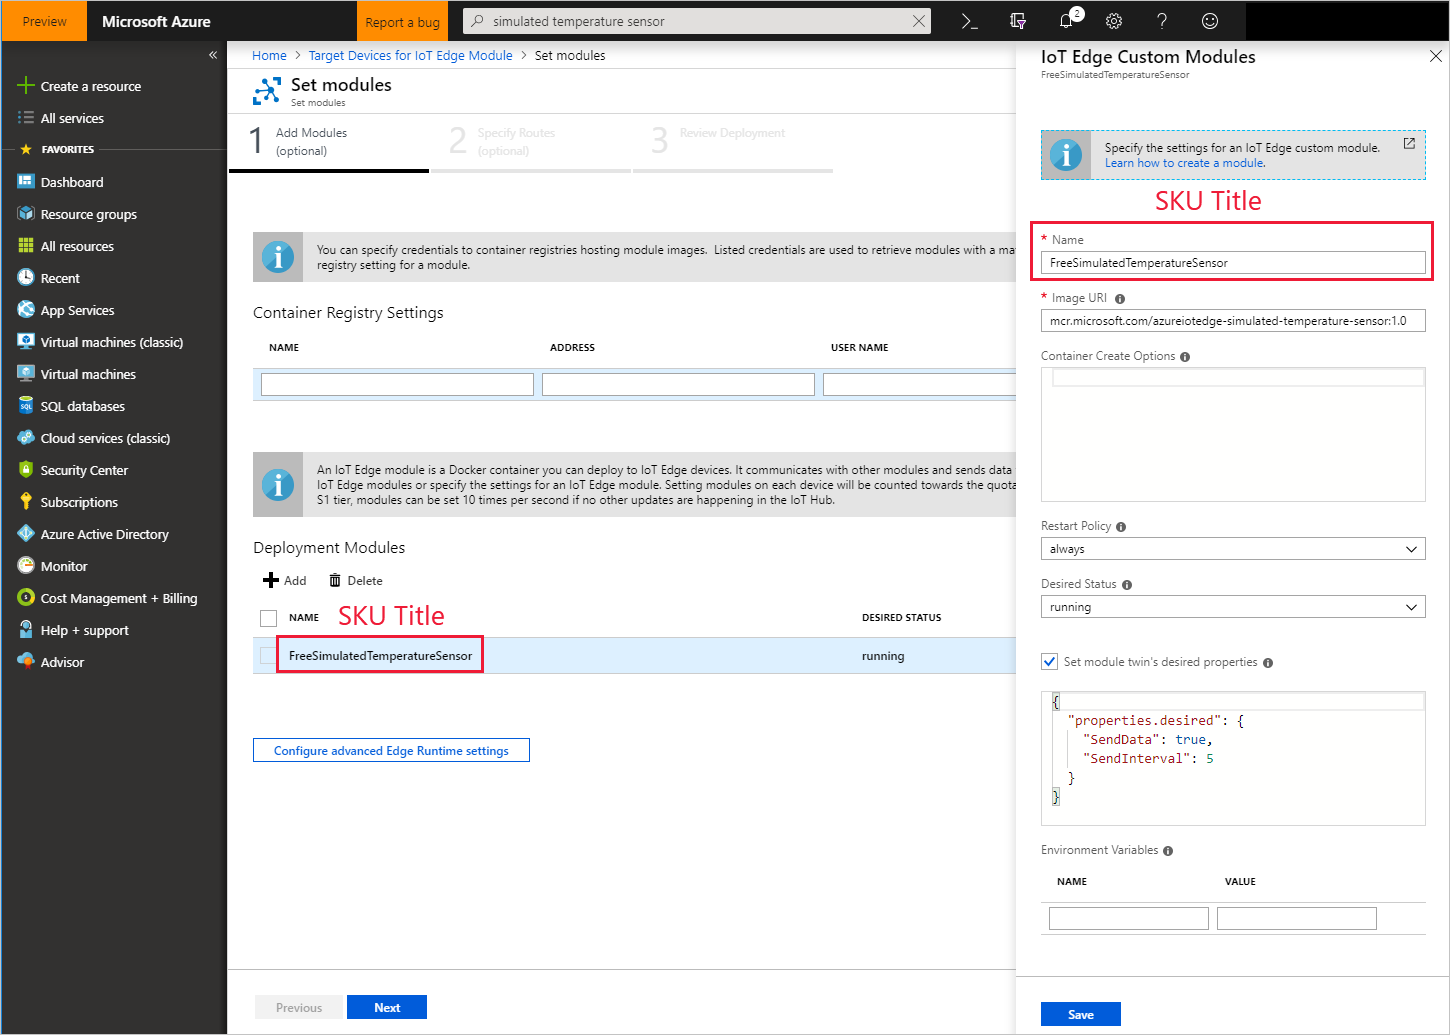 Preview
Microsoft Azure
Report a bug
simulated temperature sensor
2
«
Create a resource
All services
FAVORITES
Dashboard
Resource groups
All resources
Recent
App Services
Virtual machines (classic)
Virtual machines
SQL databases
Cloud services (classic)
Security Center
Subscriptions
Azure Active Directory
Monitor
Cost Management + Billing
Help + support
Advisor
Home > Target Devices for IoT Edge Module > Set modules
Set modules
Set modules
1 Add Modules
(optional)
2 Specify Routes
(optional)
3 Review Deployment
You can specify credentials to container registries hosting module images. Listed credentials are used to retrieve modules with a ma
registry setting for a module.
Container Registry Settings
NAME ADDRESS USER NAME
An IoT Edge module is a Docker container you can deploy to IoT Edge devices. It communicates with other modules and sends data
IoT Edge modules or specify the settings for an IoT Edge module. Setting modules on each device will be counted towards the quota
S1 tier, modules can be set 10 times per second if no other updates are happening in the IoT Hub.
Deployment Modules
Add Delete
NAME SKU Title DESIRED STATUS
FreeSimulatedTemperatureSensor running
Configure advanced Edge Runtime settings
Previous Next
IoT Edge Custom Modules
FreeSimulatedTemperatureSensor
Specify the settings for an IoT Edge custom module.
Learn how to create a module.
SKU Title
* Name
FreeSimulatedTemperatureSensor
* Image URI
mcr.microsoft.com/azureiotedge-simulated-temperature-sensor:1.0
Container Create Options
Restart Policy
always
Desired Status
running
Set module twin's desired properties
{
"properties.desired": {
"SendData": true,
"SendInterval": 5
}
}
Environment Variables
NAME VALUE
Save